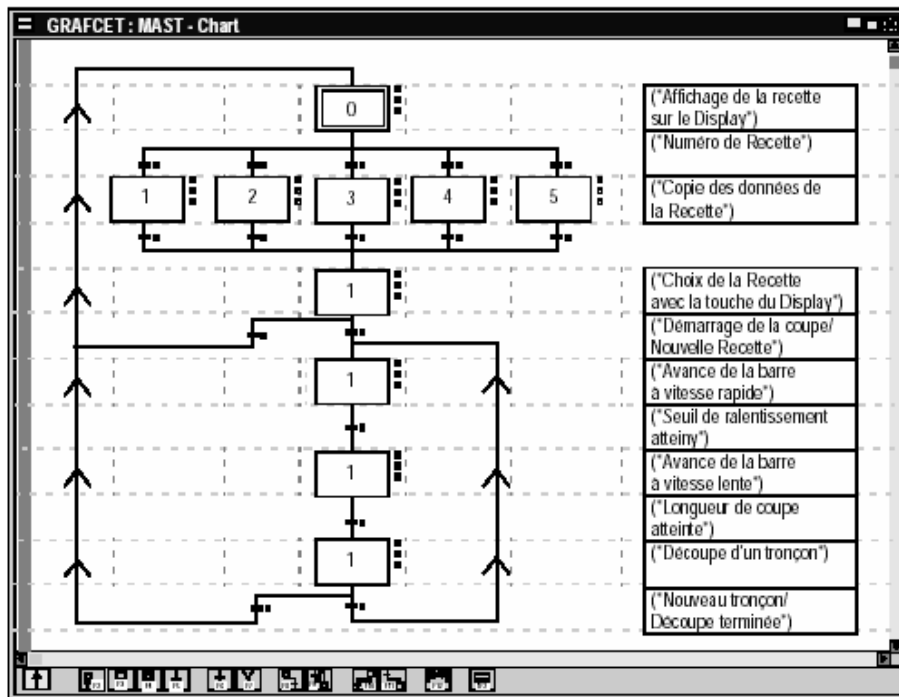 GRAFCET : MAST - Chart
0
("Affichage de la recette
sur le Display")
("Numéro de Recette")
1 2 3 4 5
("Copie des données de
la Recette")
1
("Choix de la Recette
avec la touche du Display")
("Démarrage de la coupe/
Nouvelle Recette")
1
("Avance de la barre
à vitesse rapide")
("Seuil de ralentissement
atteiny")
1
("Avance de la barre
à vitesse lente")
("Longueur de coupe
atteinte")
1
("Découpe d'un tronçon")
("Nouveau tronçon/
Découpe terminée")